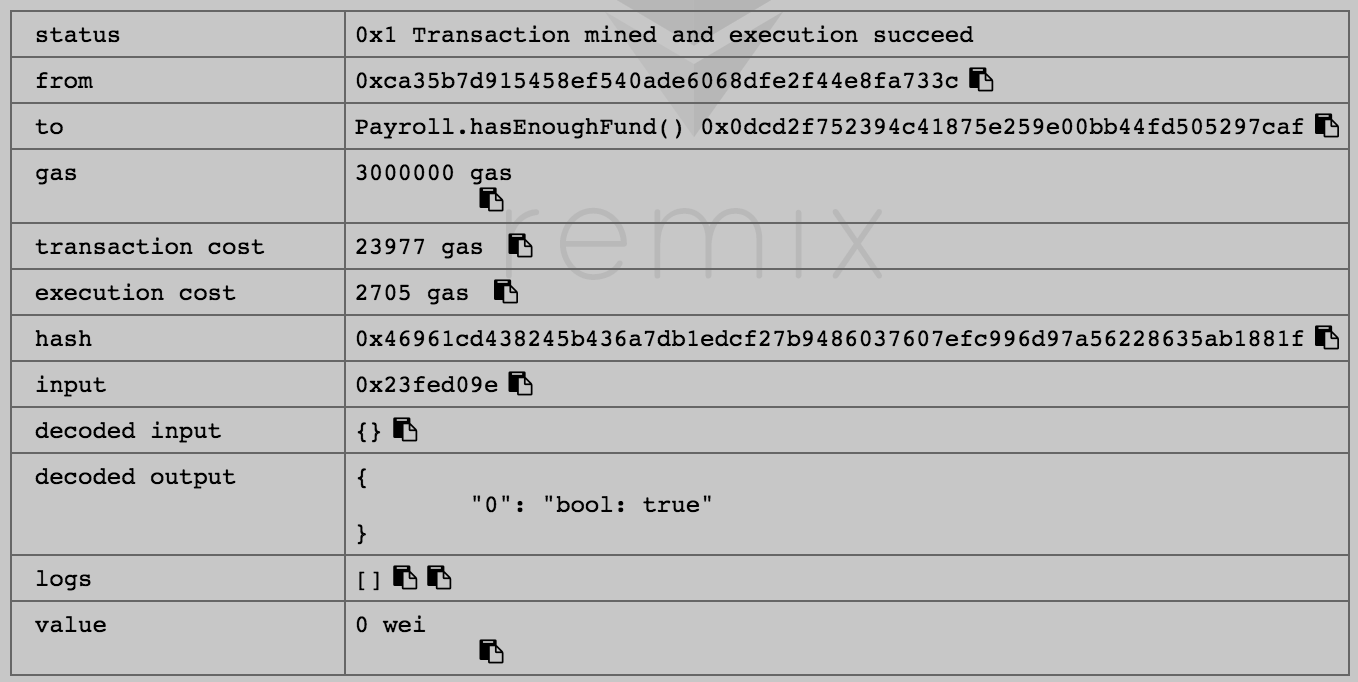 status 0x1 Transaction mined and execution succeed
from 0xca35b7d915458ef540ade6068dfe2f44e8fa733c
to Payroll.hasEnoughFund() 0x0dcd2f752394c41875e259e00bb44fd505297caf
gas 3000000 gas
remix
transaction cost 23977 gas
execution cost 2705 gas
hash 0x46961cd438245b436a7db1edcf27b9486037607efc996d97a56228635ab1881f
input 0x23fed09e
decoded input {}
decoded output {
"0": "bool: true"
}
logs []
value 0 wei